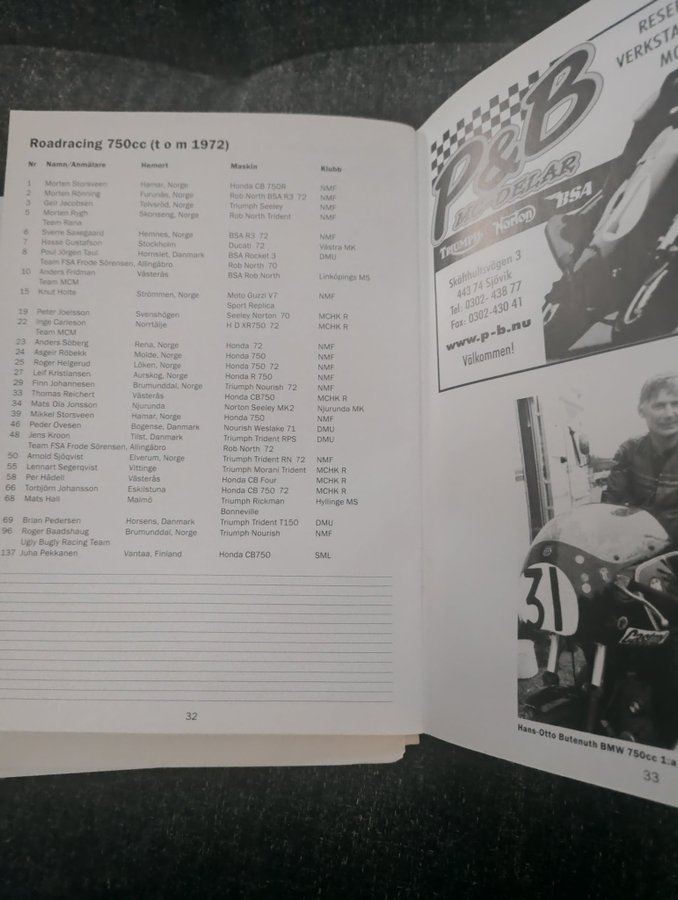 Roadracing 750cc (t o m 1972)
Nr Namn/Anmälare Hemort Maskin Klubb
1 Morten Storsveen Hamar, Norge Honda CB 750R NMF
2 Morten Rönning Furunäs, Norge Rob North BSA R3 72 NMF
3 Geir Jacobsen Tolvsröd, Norge Triumph Seeley NMF
5 Morten Rygh Skonseng, Norge Rob North Trident NMF
Team Rana
6 Sverre Saxegaard Hemnes, Norge BSA R3 72 NMF
7 Hasse Gustafson Stockholm Ducati 72 Västra MK
8 Poul Jörgen Taul Hornslet, Danmark BSA Rocket 3 DMU
Team FSA Frode Sörensen, Allingåbro Rob North 70
10 Anders Fridman Västerås BSA Rob North Linköpings MS
Team MCM
15 Knut Holte Strömmen, Norge Moto Guzzi V7 NMF
Sport Replica
19 Peter Joelsson Svenshögen Seeley Norton 70 MCHK R
22 Inge Carleson Norrtälje H D XR750 72 MCHK R
Team MCM
23 Anders Söberg Rena, Norge Honda 72 NMF
24 Asgeir Röbekk Molde, Norge Honda 750 NMF
25 Roger Helgerud Löken, Norge Honda 750 72 NMF
27 Leif Kristiansen Aurskog, Norge Honda R 750 NMF
29 Finn Johannesen Brumunddal, Norge Triumph Nourish 72 NMF
33 Thomas Reichert Västerås Honda CB750 MCHK R
34 Mats Ola Jonsson Njurunda Norton Seeley MK2 Njurunda MK
39 Mikkel Storsveen Hamar, Norge Honda 750 NMF
46 Peder Ovesen Bogense, Danmark Nourish Weslake 71 DMU
48 Jens Kroon Tilst, Danmark Triumph Trident RPS DMU
Team FSA Frode Sörensen, Allingåbro Rob North 72
50 Arnold Sjöqvist Elverum, Norge Triumph Trident RN 72 NMF
55 Lennart Segerqvist Vittinge Triumph Morani Trident MCHK R
58 Per Hådell Västerås Honda CB Four MCHK R
66 Torbjörn Johansson Eskilstuna Honda CB 750 72 MCHK R
68 Mats Hall Malmö Triumph Rickman Hyllinge MS
Bonneville
69 Brian Pedersen Horsens, Danmark Triumph Trident T150 DMU
96 Roger Baadshaug Brumunddal, Norge Triumph Nourish NMF
Ugly Bugly Racing Team
137 Juha Pekkanen Vantaa, Finland Honda CB750 SML
32
RESE
VERKSTA
MO
P&B
MC-DELAR
TRIUMPH Norton BSA
Skälthultsvägen 3
443 74 Sjövik
Tel: 0302- 438 77
Fax: 0302-430 41
www.p-b.nu
Välkommen!
31
Castrol
Hans-Otto Butenuth BMW 750cc 1:a
33